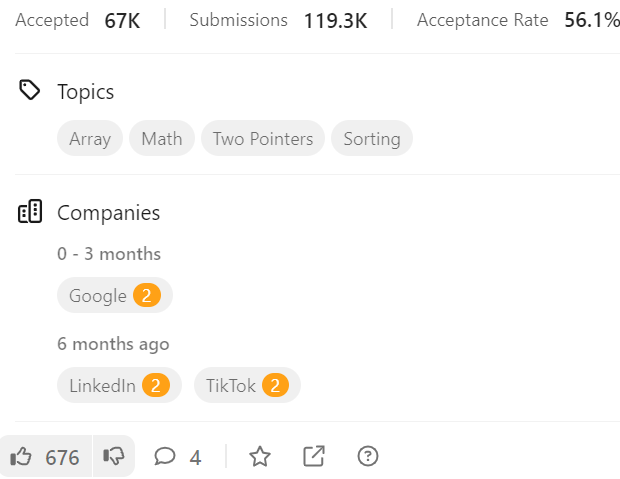 Accepted 67K Submissions 119.3K Acceptance Rate 56.1%
Topics
Array Math Two Pointers Sorting
Companies
0 - 3 months
Google 2
6 months ago
LinkedIn 2 TikTok 2
676 4